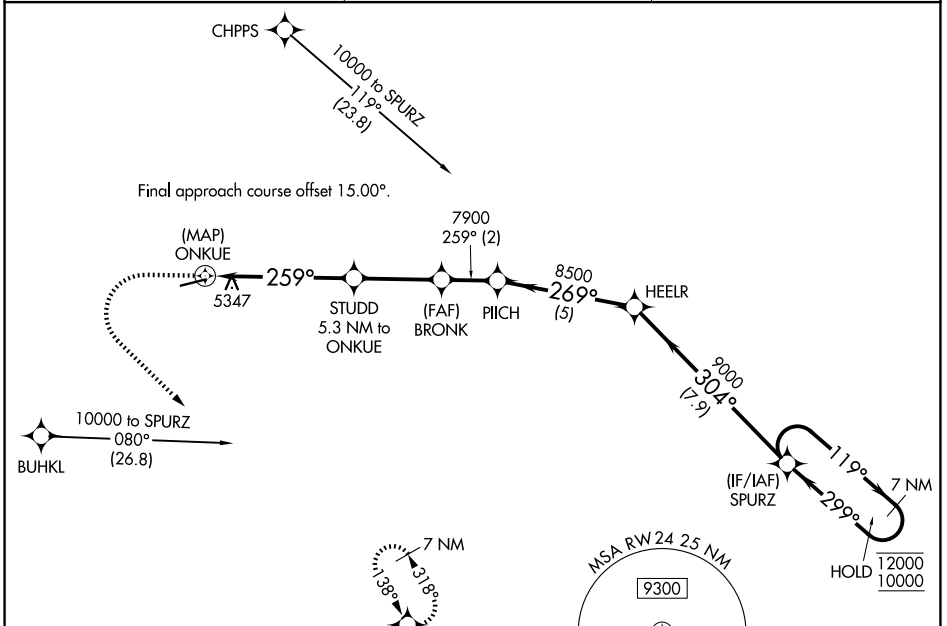 CHPPS
10000 to SPURZ
119°
(23.8)
Final approach course offset 15.00°.
(MAP)
ONKUE
5347
259°
STUDD
5.3 NM to
ONKUE
(FAF)
BRONK
7900
259° (2)
PIICH
8500
269°
(5)
HEELR
9000
304°
(7.9)
10000 to SPURZ
080°
(26.8)
BUHKL
(IF/IAF)
SPURZ
119°
299°
7 NM
HOLD
12000
10000
7 NM
138°
318°
MSA RW24 25 NM
9300